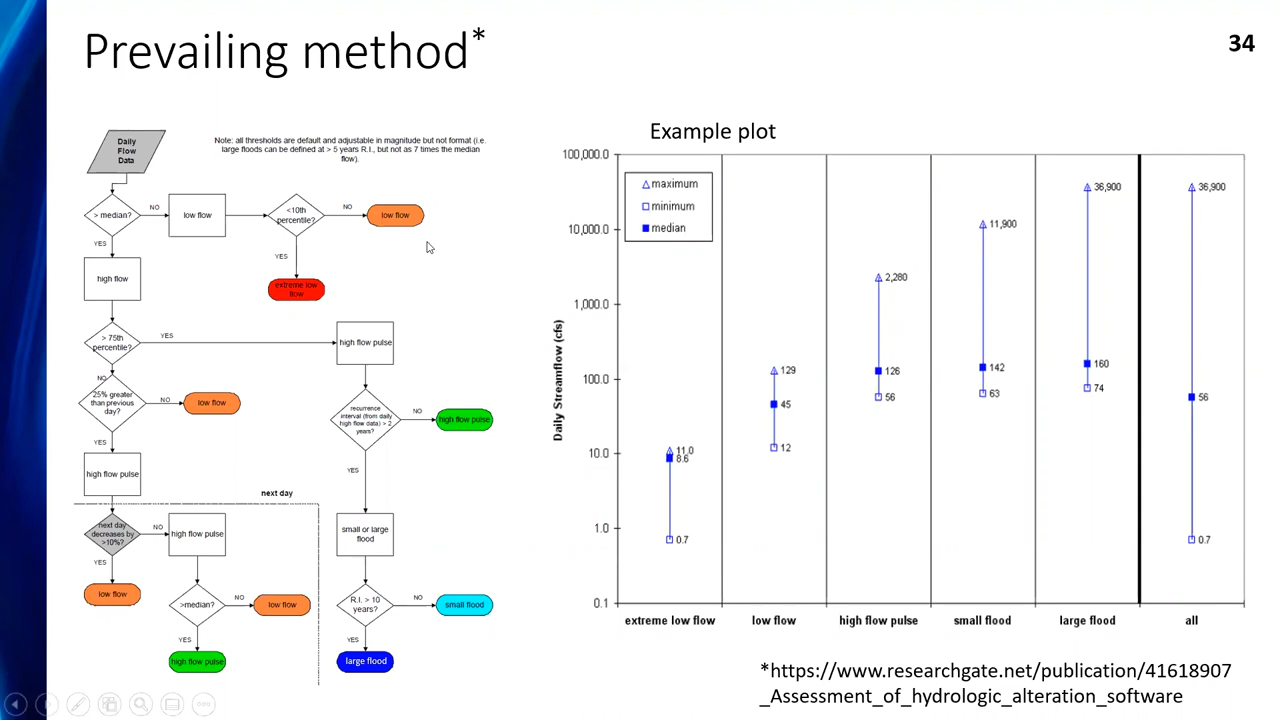 Prevailing method*
34
Daily
Flow
Data
Note: all thresholds are default and adjustable in magnitude but not format (i.e.
large floods can be defined at > 5 years R.I., but not as 7 times the median
flow).
> median?
NO
low flow
<10th
percentile?
NO
low flow
YES
YES
high flow
extreme low
flow
> 75th
percentile?
YES
high flow pulse
NO
25% greater
than previous
day?
NO
low flow
recurrence
interval (from daily
high flow data) > 2
years?
NO
high flow pulse
YES
YES
high flow pulse
next day
next day
decreases by
>10%?
NO
high flow pulse
small or large
flood
YES
low flow
>median?
NO
low flow
R.I. > 10
years?
NO
small flood
YES
YES
high flow pulse
large flood
Example plot
100,000.0
10,000.0
1,000.0
100.0
10.0
1.0
0.1
Daily Streamflow (cfs)
maximum
minimum
median
11.0
8.6
0.7
129
45
12
2,280
126
56
11,900
142
63
36,900
160
74
36,900
56
0.7
extreme low flow
low flow
high flow pulse
small flood
large flood
all
*https://www.researchgate.net/publication/41618907
_Assessment_of_hydrologic_alteration_software